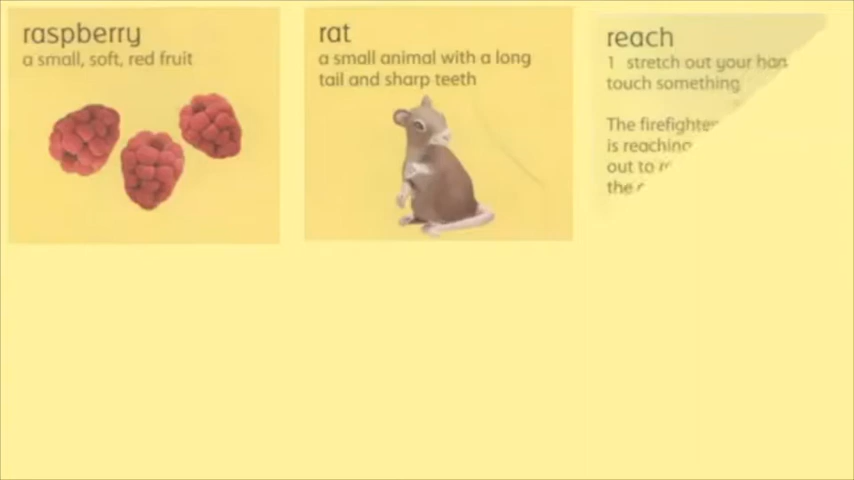 raspberry
a small, soft, red fruit
rat
a small animal with a long
tail and sharp teeth
reach
1 stretch out your
touch something
The
is
out to
the